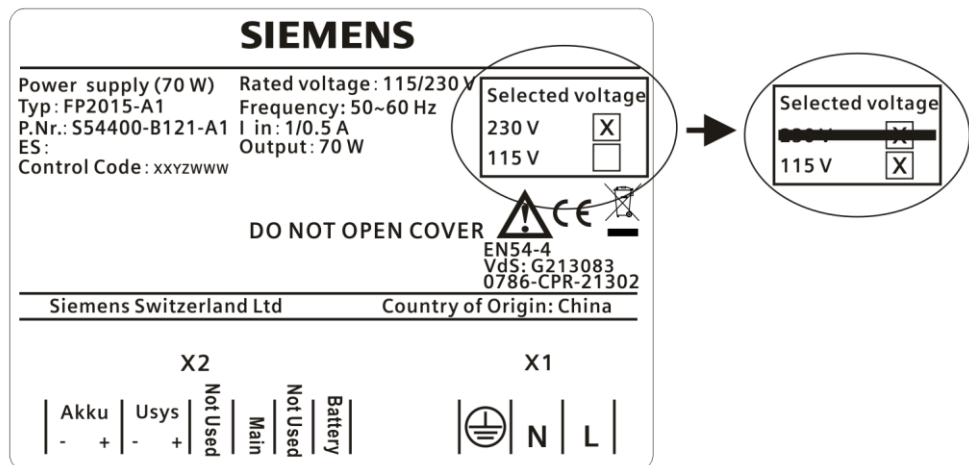 SIEMENS
Power supply (70 W)
Typ: FP2015-A1
P.Nr.: S54400-B121-A1
ES:
Control Code: xxyzwww
Rated voltage: 115/230 V
Frequency: 50~60 Hz
I in: 1/0.5 A
Output: 70 W
Selected voltage
230 V X
115 V
Selected voltage
230 V X
115 V X
DO NOT OPEN COVER
CE
EN54-4
VdS: G213083
0786-CPR-21302
Siemens Switzerland Ltd Country of Origin: China
X2
X1
Akku
- +
Usys
- +
Not Used
Main
Not Used
Battery
N
L